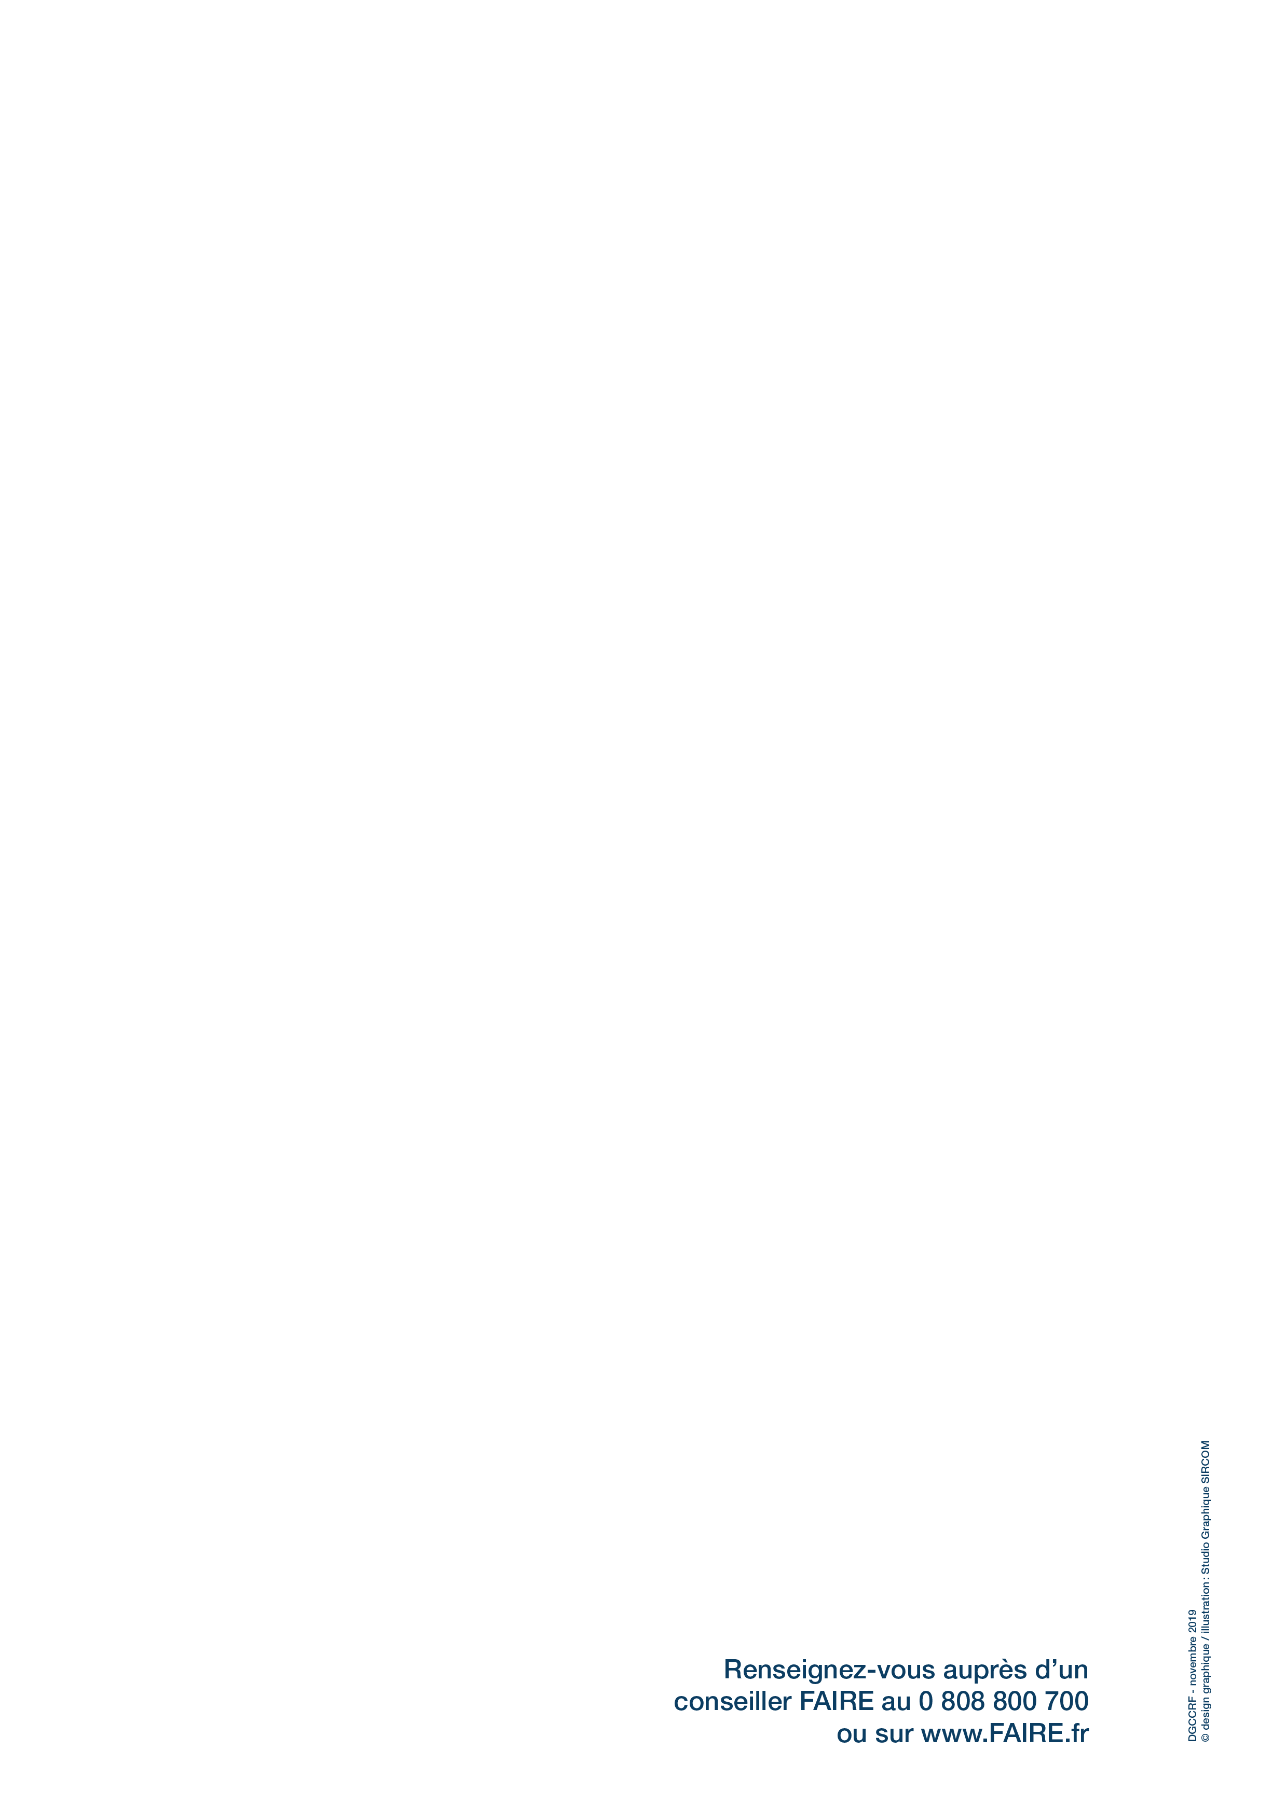 Renseignez-vous auprès d’un
conseiller FAIRE au 0 808 800 700
ou sur www.FAIRE.fr
DGCCRF - novembre 2019
© design graphique / illustration : Studio Graphique SIRCOM